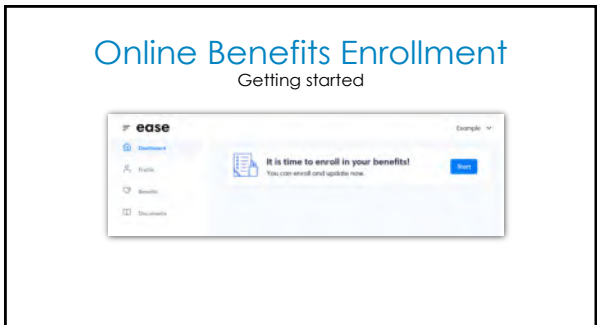 Online Benefits Enrollment
Getting started
ease
Example
Dashboard
It is time to enroll in your benefits!
Start
You can enroll and update now.
Profile
Benefits
Documents